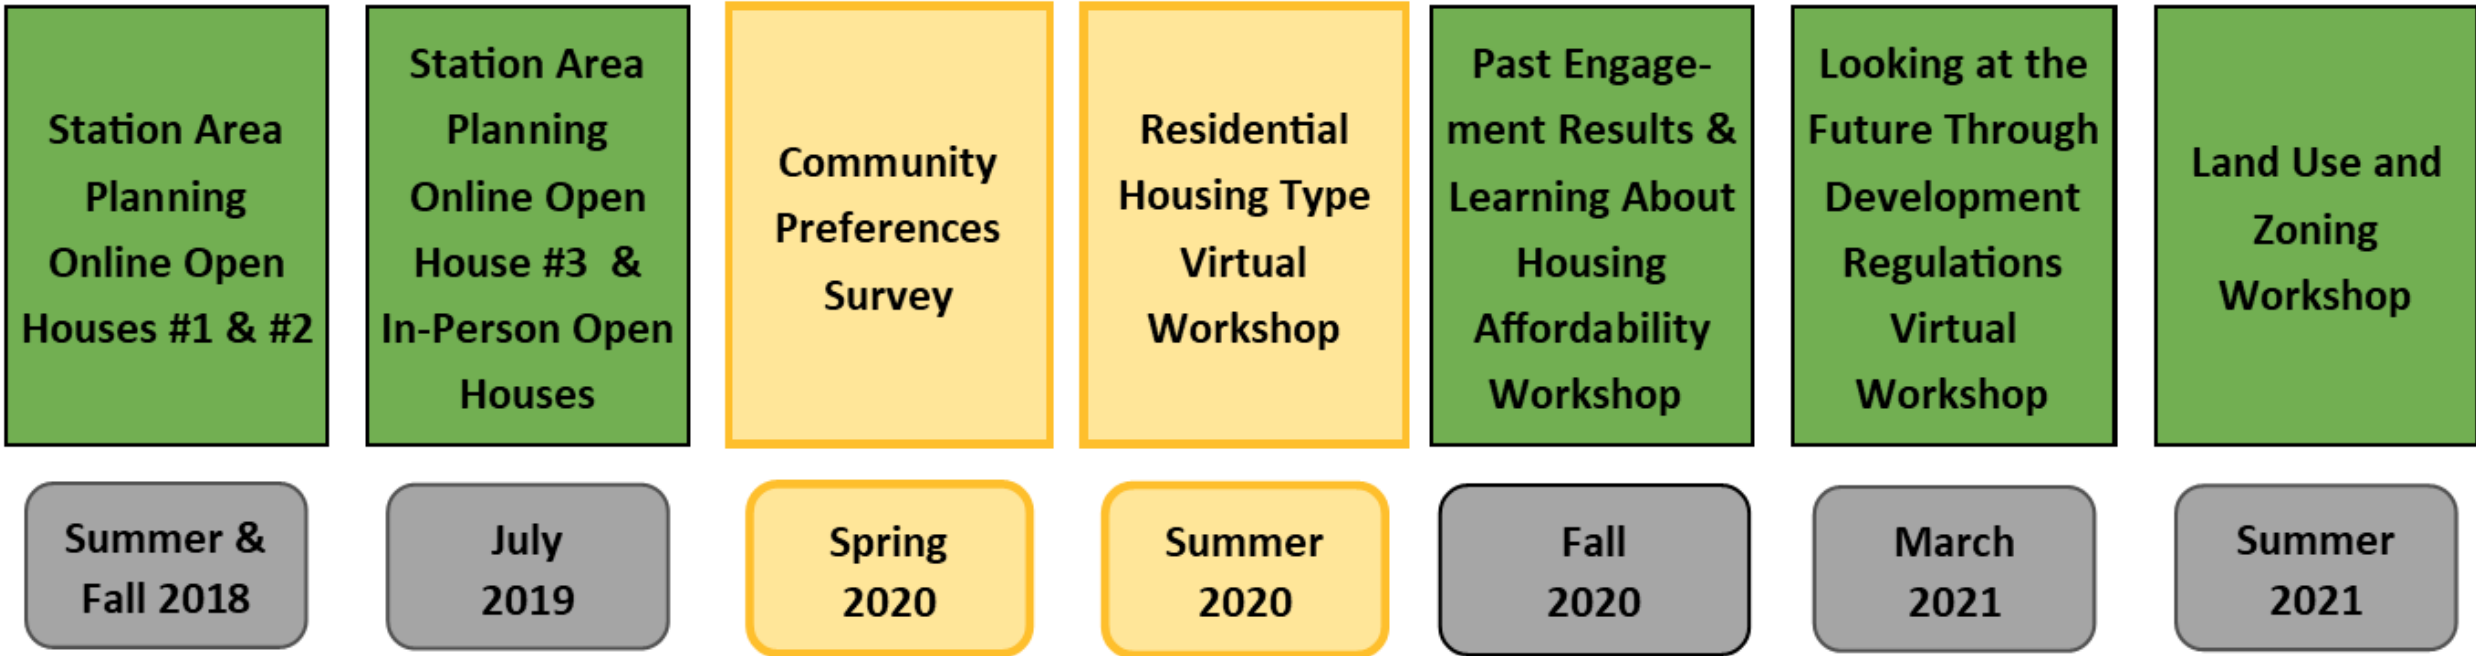 Station Area
Planning
Online Open
Houses #1 & #2
Station Area
Planning
Online Open
House #3 &
In-Person Open
Houses
Community
Preferences
Survey
Residential
Housing Type
Virtual
Workshop
Past Engage-
ment Results &
Learning About
Housing
Affordability
Workshop
Looking at the
Future Through
Development
Regulations
Virtual
Workshop
Land Use and
Zoning
Workshop
Summer &
Fall 2018
July
2019
Spring
2020
Summer
2020
Fall
2020
March
2021
Summer
2021